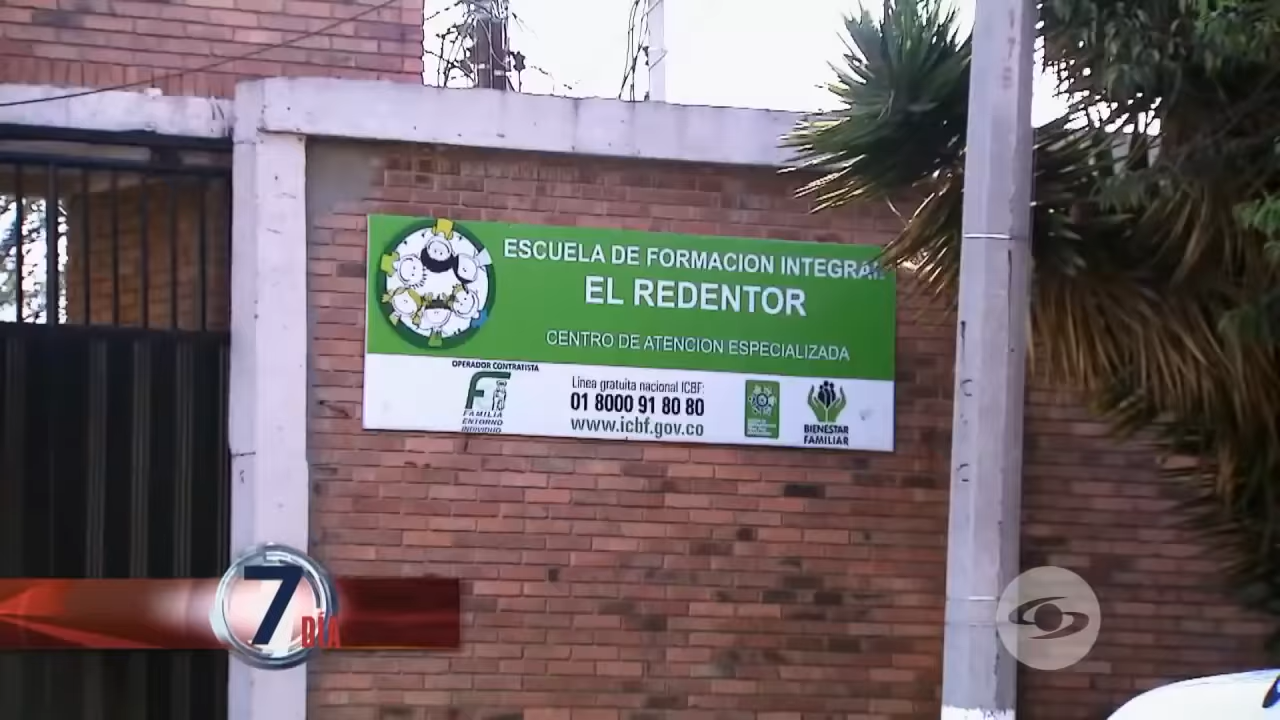 ESCUELA DE FORMACION INTEGRAL
EL REDENTOR
CENTRO DE ATENCION ESPECIALIZADA
OPERADOR CONTRATISTA
FAMILIA
ENTORNO
INDIVIDUO
Línea gratuita nacional ICBF:
01 8000 91 80 80
www.icbf.gov.co
BIENESTAR
FAMILIAR
7
DÍA